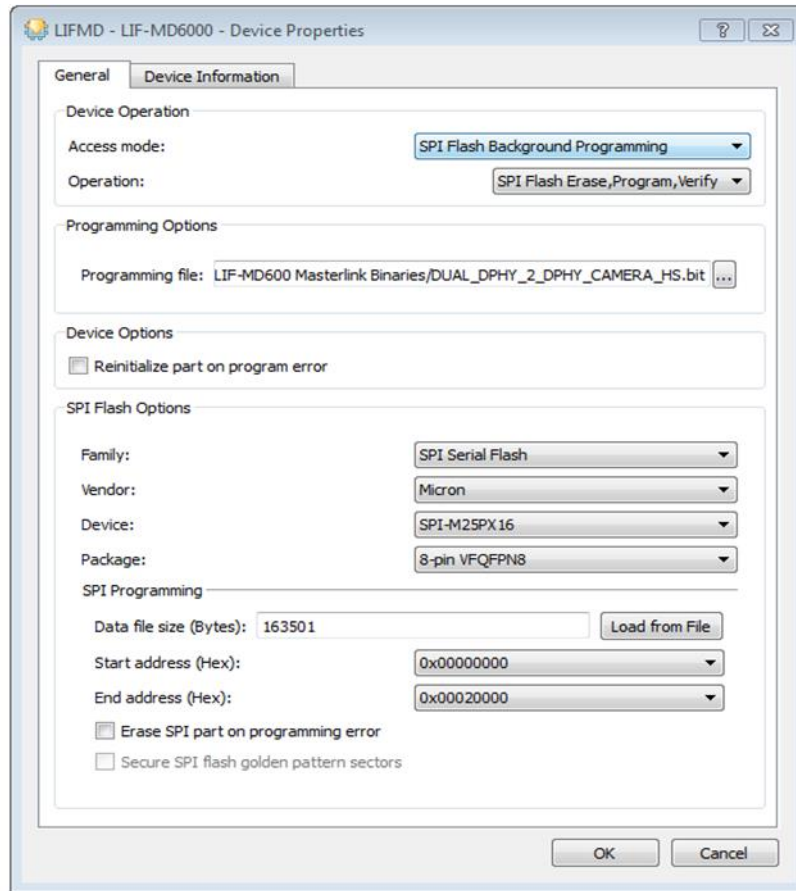 LIFMD - LIF-MD6000 - Device Properties
General Device Information
Device Operation
Access mode: SPI Flash Background Programming
Operation: SPI Flash Erase,Program,Verify
Programming Options
Programming file: LIF-MD600 Masterlink Binaries/DUAL_DPHY_2_DPHY_CAMERA_HS.bit ...
Device Options
Reinitialize part on program error
SPI Flash Options
Family: SPI Serial Flash
Vendor: Micron
Device: SPI-M25PX16
Package: 8-pin VFQFPN8
SPI Programming
Data file size (Bytes): 163501 Load from File
Start address (Hex): 0x00000000
End address (Hex): 0x00020000
Erase SPI part on programming error
Secure SPI flash golden pattern sectors
OK Cancel